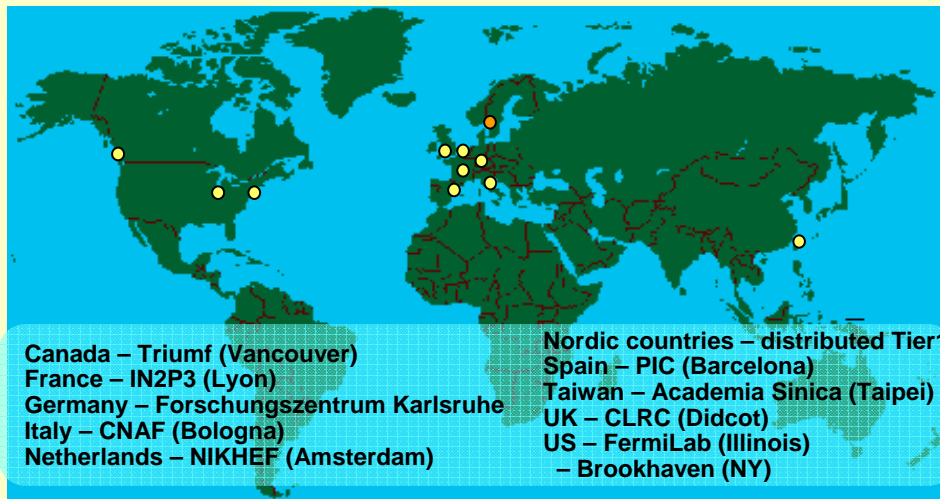 Canada – Triumf (Vancouver)
France – IN2P3 (Lyon)
Germany – Forschungszentrum Karlsruhe
Italy – CNAF (Bologna)
Netherlands – NIKHEF (Amsterdam)
Nordic countries – distributed Tier
Spain – PIC (Barcelona)
Taiwan – Academia Sinica (Taipei)
UK – CLRC (Didcot)
US – FermiLab (Illinois)
– Brookhaven (NY)